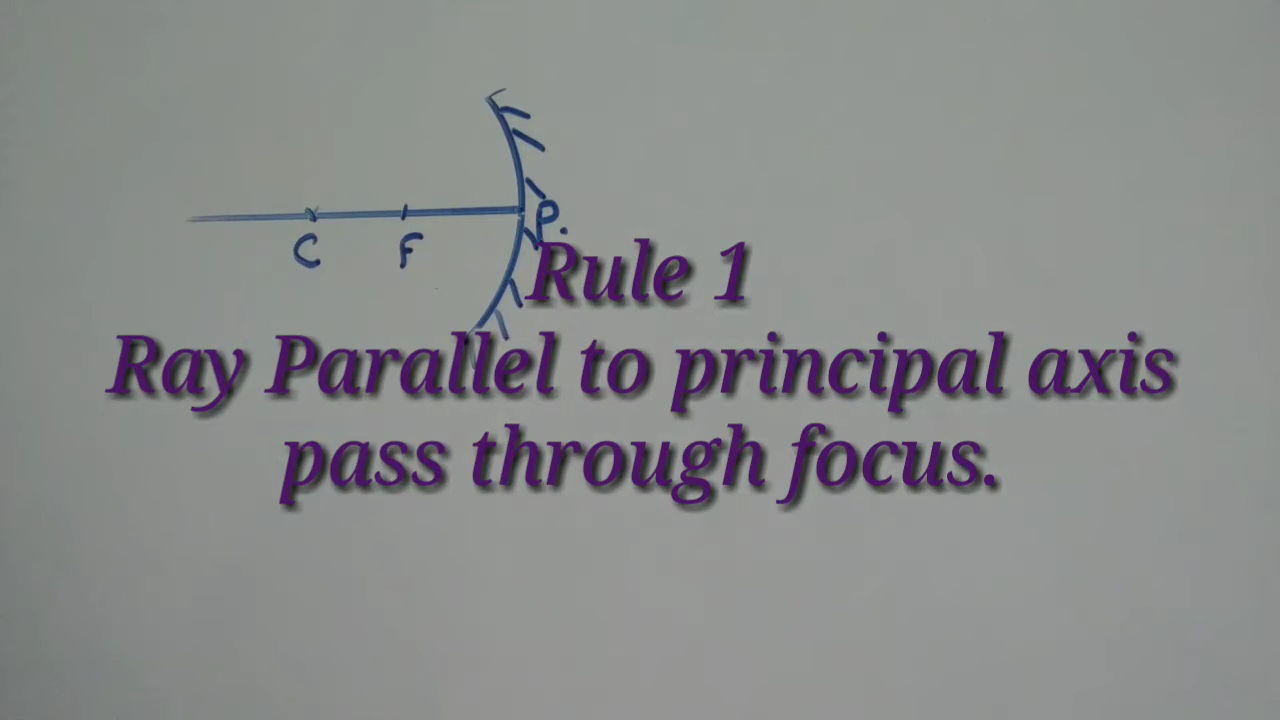 C F P.
Rule 1
Ray Parallel to principal axis
pass through focus.